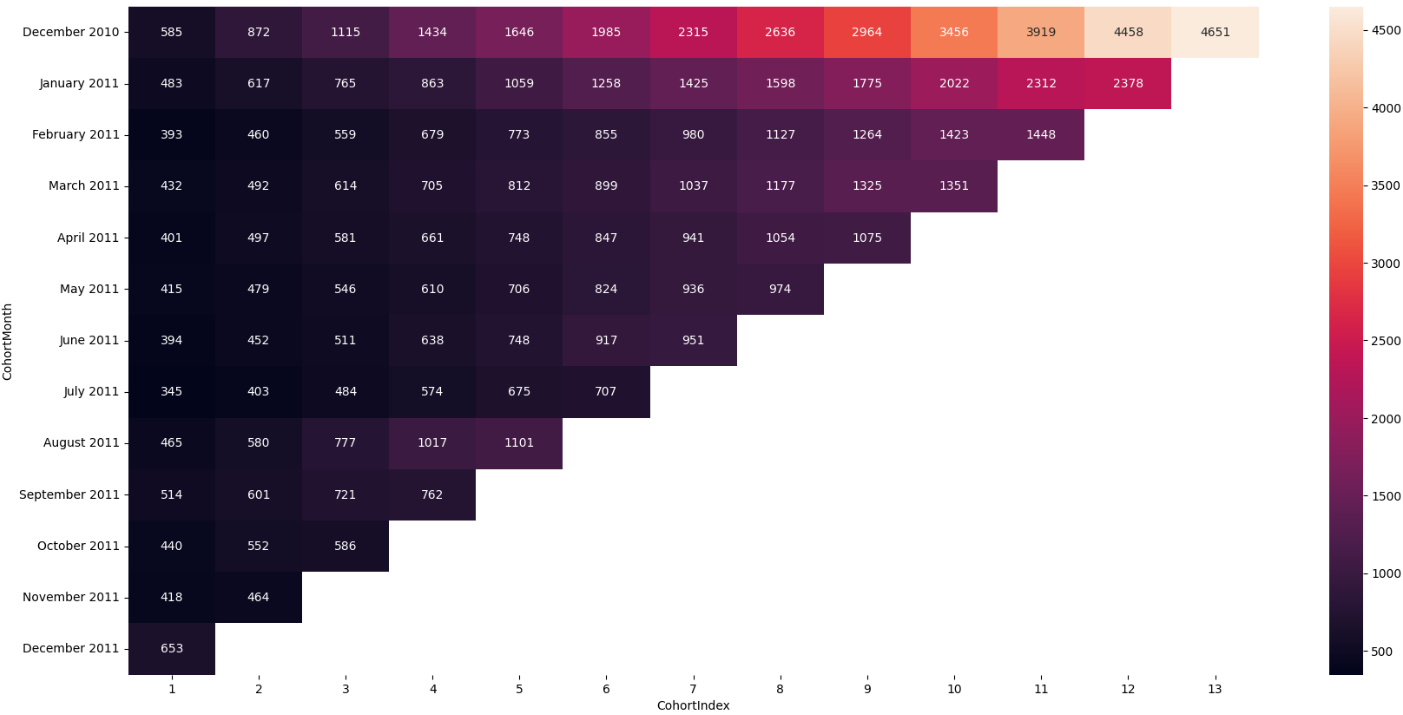 December 2010 585 872 1115 1434 1646 1985 2315 2636 2964 3456 3919 4458 4651
January 2011 483 617 765 863 1059 1258 1425 1598 1775 2022 2312 2378
February 2011 393 460 559 679 773 855 980 1127 1264 1423 1448
March 2011 432 492 614 705 812 899 1037 1177 1325 1351
April 2011 401 497 581 661 748 847 941 1054 1075
May 2011 415 479 546 610 706 824 936 974
June 2011 394 452 511 638 748 917 951
July 2011 345 403 484 574 675 707
August 2011 465 580 777 1017 1101
September 2011 514 601 721 762
October 2011 440 552 586
November 2011 418 464
December 2011 653
1 2 3 4 5 6 7 8 9 10 11 12 13
CohortIndex
CohortMonth
4500
4000
3500
3000
2500
2000
1500
1000
500